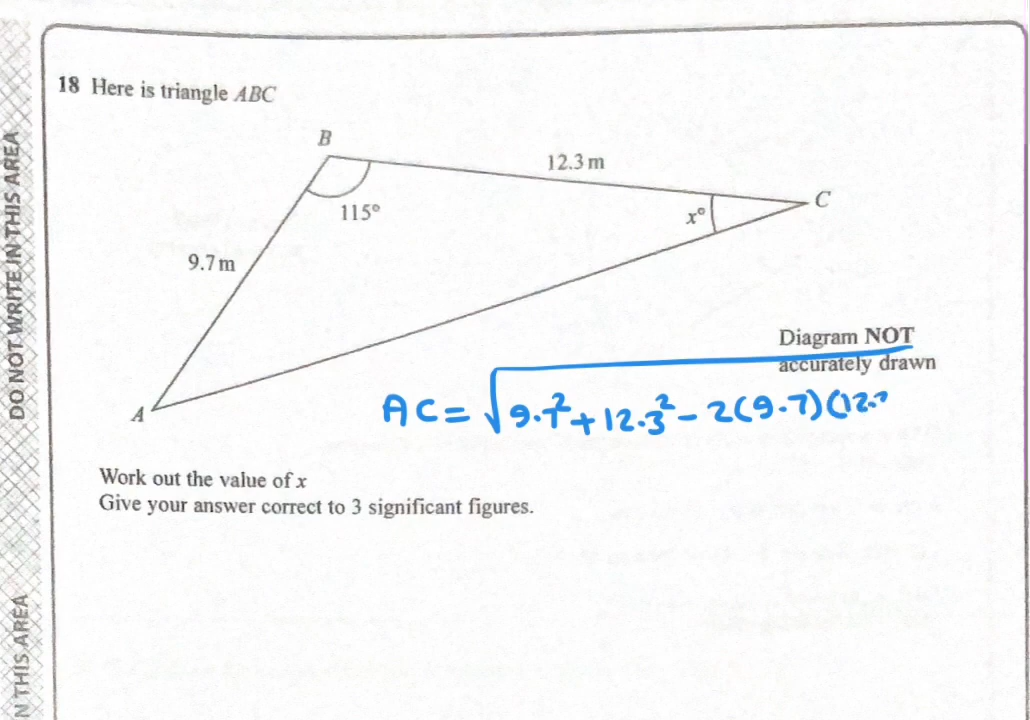 DO NOT WRITE IN THIS AREA
18 Here is triangle ABC
B
12.3 m
C
115°
x°
9.7 m
Diagram NOT
accurately drawn
A
AC = √9.7² + 12.3² - 2(9.7)(12.
Work out the value of x
Give your answer correct to 3 significant figures.
N THIS AREA